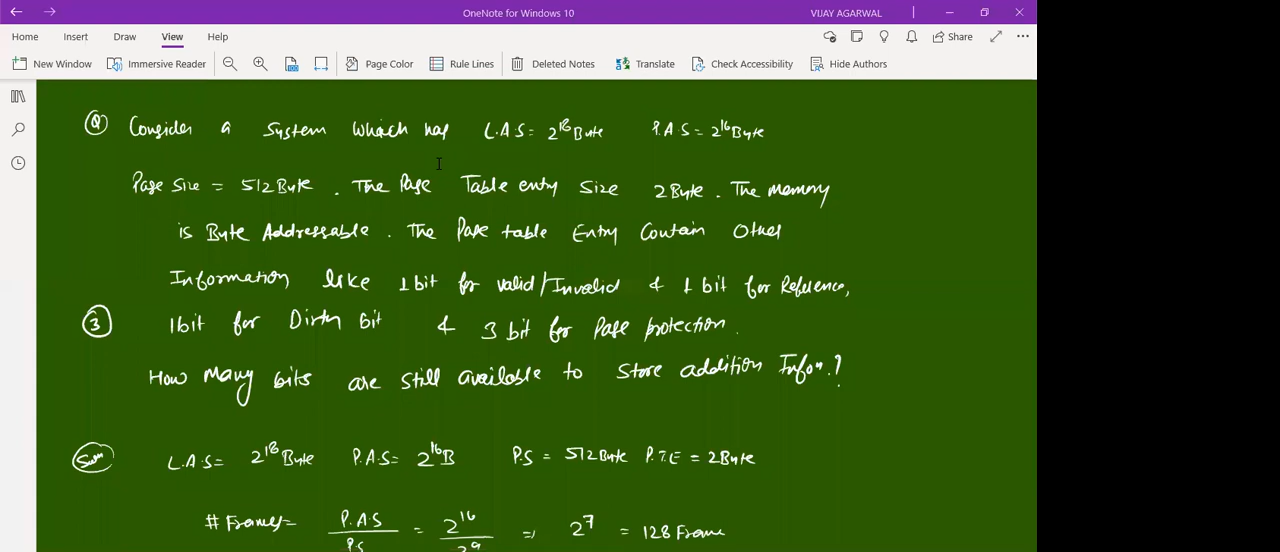 OneNote for Windows 10
VIJAY AGARWAL
Home Insert Draw View Help
Share
New Window Immersive Reader Page Color Rule Lines Deleted Notes Translate Check Accessibility Hide Authors
Q Consider a System which has L.A.S = 2^18 Byte P.A.S = 2^16 Byte
Page Size = 512 Byte . The Page Table entry Size 2 Byte . The memory
is Byte Addressable . The Page table Entry Contain Other
Information like 1 bit for valid/Invalid & 1 bit for Reference,
3 1bit for Dirty bit & 3 bit for Page protection .
How Many bits are still available to store addition Infon.?
Soln L.A.S = 2^18 Byte P.A.S = 2^16 B P.S = 512 Byte P.T.E = 2 Byte
# Frames = P.A.S / P.S = 2^16 / 2^9 ⇒ 2^7 = 128 Frame